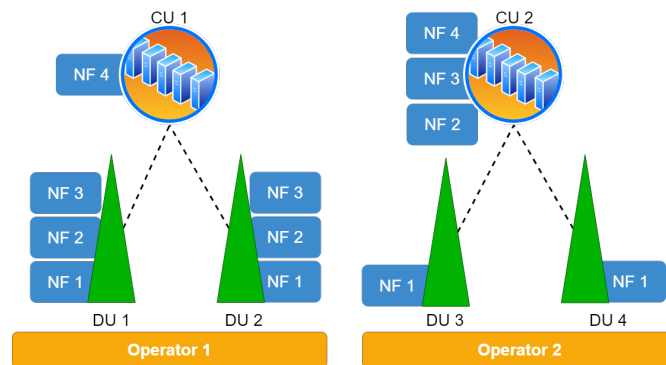 CU 1
NF 4
NF 3
NF 2
NF 1
NF 3
NF 2
NF 1
DU 1
DU 2
Operator 1
CU 2
NF 4
NF 3
NF 2
NF 1
NF 1
DU 3
DU 4
Operator 2